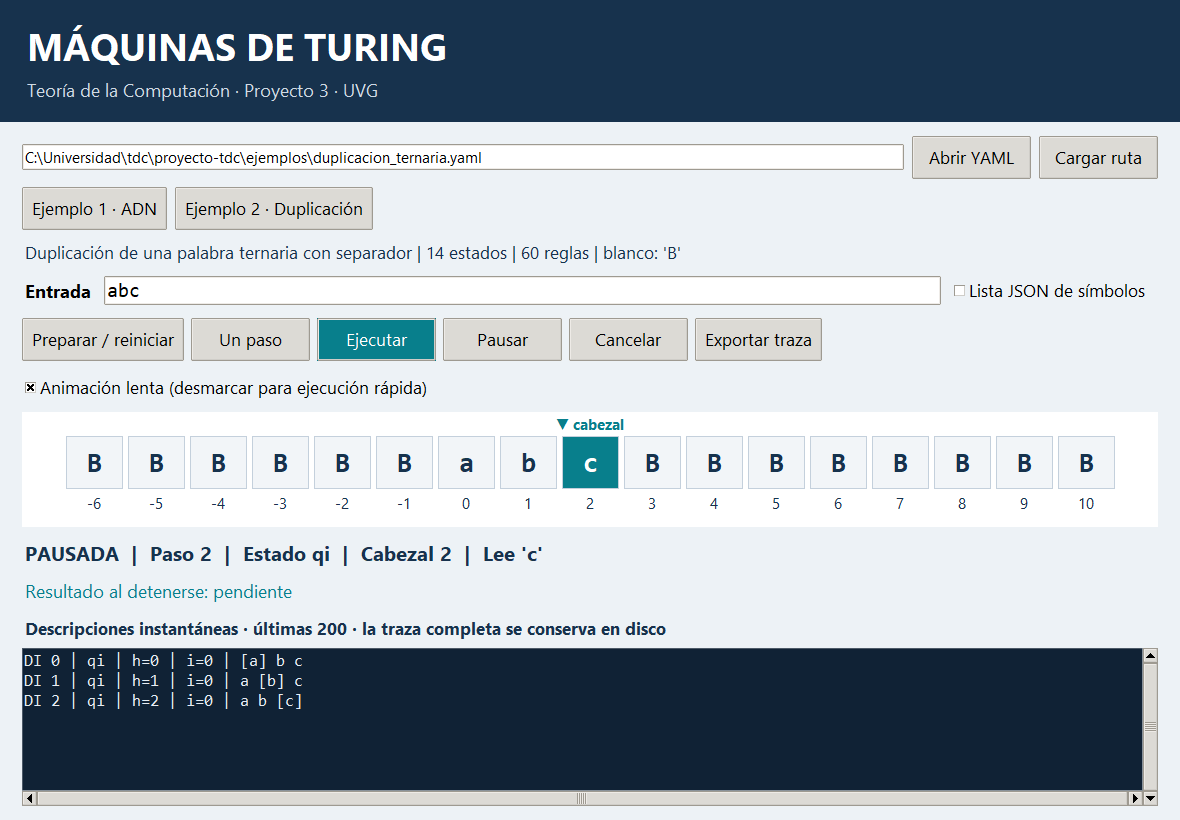 MÁQUINAS DE TURING
Teoría de la Computación · Proyecto 3 · UVG
C:\Universidad\tdc\proyecto-tdc\ejemplos\duplicacion_ternaria.yaml Abrir YAML Cargar ruta
Ejemplo 1 · ADN Ejemplo 2 · Duplicación
Duplicación de una palabra ternaria con separador | 14 estados | 60 reglas | blanco: 'B'
Entrada abc Lista JSON de símbolos
Preparar / reiniciar Un paso Ejecutar Pausar Cancelar Exportar traza
Animación lenta (desmarcar para ejecución rápida)
▼ cabezal
B B B B B B a b c B B B B B B B B
-6 -5 -4 -3 -2 -1 0 1 2 3 4 5 6 7 8 9 10
PAUSADA | Paso 2 | Estado qi | Cabezal 2 | Lee 'c'
Resultado al detenerse: pendiente
Descripciones instantáneas · últimas 200 · la traza completa se conserva en disco
DI 0 | qi | h=0 | i=0 | [a] b c
DI 1 | qi | h=1 | i=0 | a [b] c
DI 2 | qi | h=2 | i=0 | a b [c]